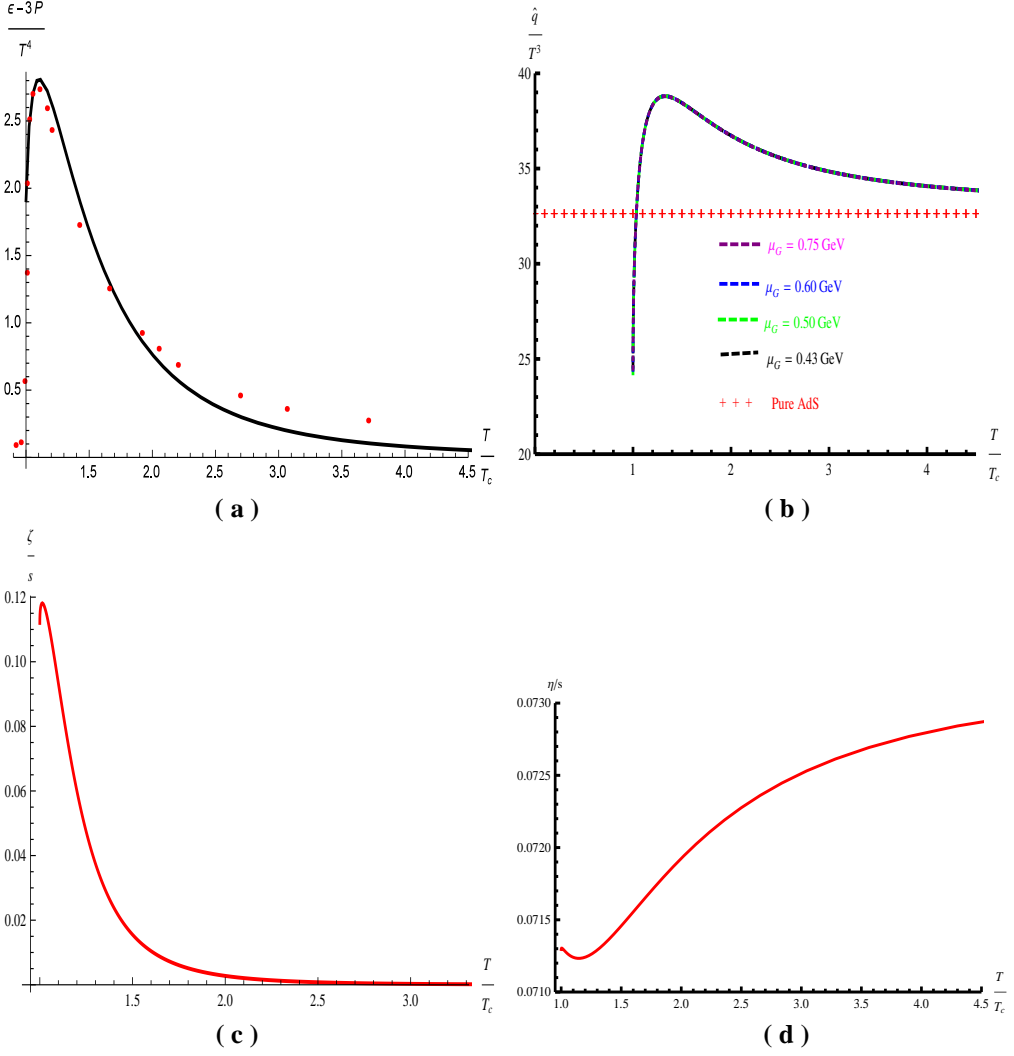 ϵ-3P
T⁴
2.5
2.0
1.5
1.0
0.5
1.5 2.0 2.5 3.0 3.5 4.0 4.5
T
T_c
( a )
q̂
T³
40
35
30
25
20
1 2 3 4
μ_G = 0.75 GeV
μ_G = 0.60 GeV
μ_G = 0.50 GeV
μ_G = 0.43 GeV
+ + + Pure AdS
T
T_c
( b )
ζ
s
0.12
0.10
0.08
0.06
0.04
0.02
1.5 2.0 2.5 3.0
T
T_c
( c )
η/s
0.0730
0.0725
0.0720
0.0715
0.0710
1.0 1.5 2.0 2.5 3.0 3.5 4.0 4.5
T
T_c
( d )